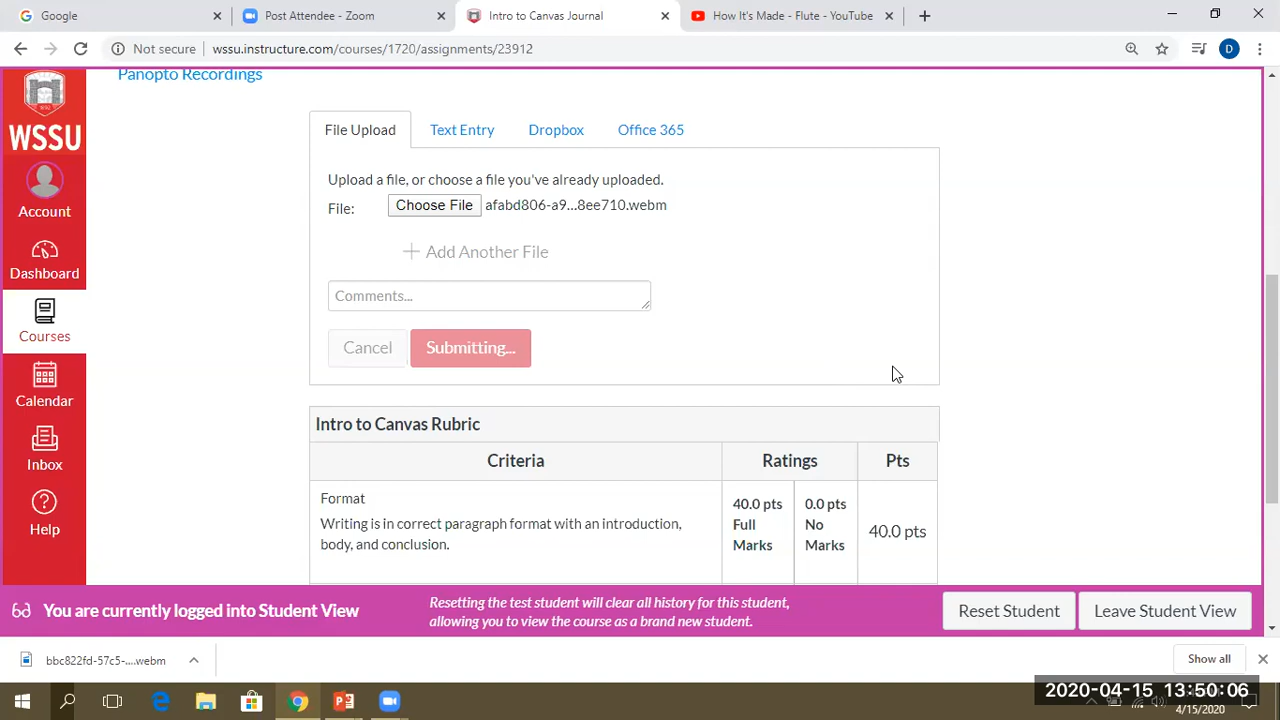 Google
Post Attendee - Zoom
Intro to Canvas Journal
How It's Made - Flute - YouTube
Not secure
wssu.instructure.com/courses/1720/assignments/23912
D
Panopto Recordings
WSSU
Account
Dashboard
Courses
Calendar
Inbox
Help
File Upload
Text Entry
Dropbox
Office 365
Upload a file, or choose a file you've already uploaded.
File:
Choose File
afabd806-a9...8ee710.webm
Add Another File
Comments...
Cancel
Submitting...
Intro to Canvas Rubric
Criteria
Ratings
Pts
Format
Writing is in correct paragraph format with an introduction,
body, and conclusion.
40.0 pts
Full
Marks
0.0 pts
No
Marks
40.0 pts
You are currently logged into Student View
Resetting the test student will clear all history for this student,
allowing you to view the course as a brand new student.
Reset Student
Leave Student View
bbc822fd-57c5-....webm
Show all
2020-04-15 13:50:06
4/15/2020